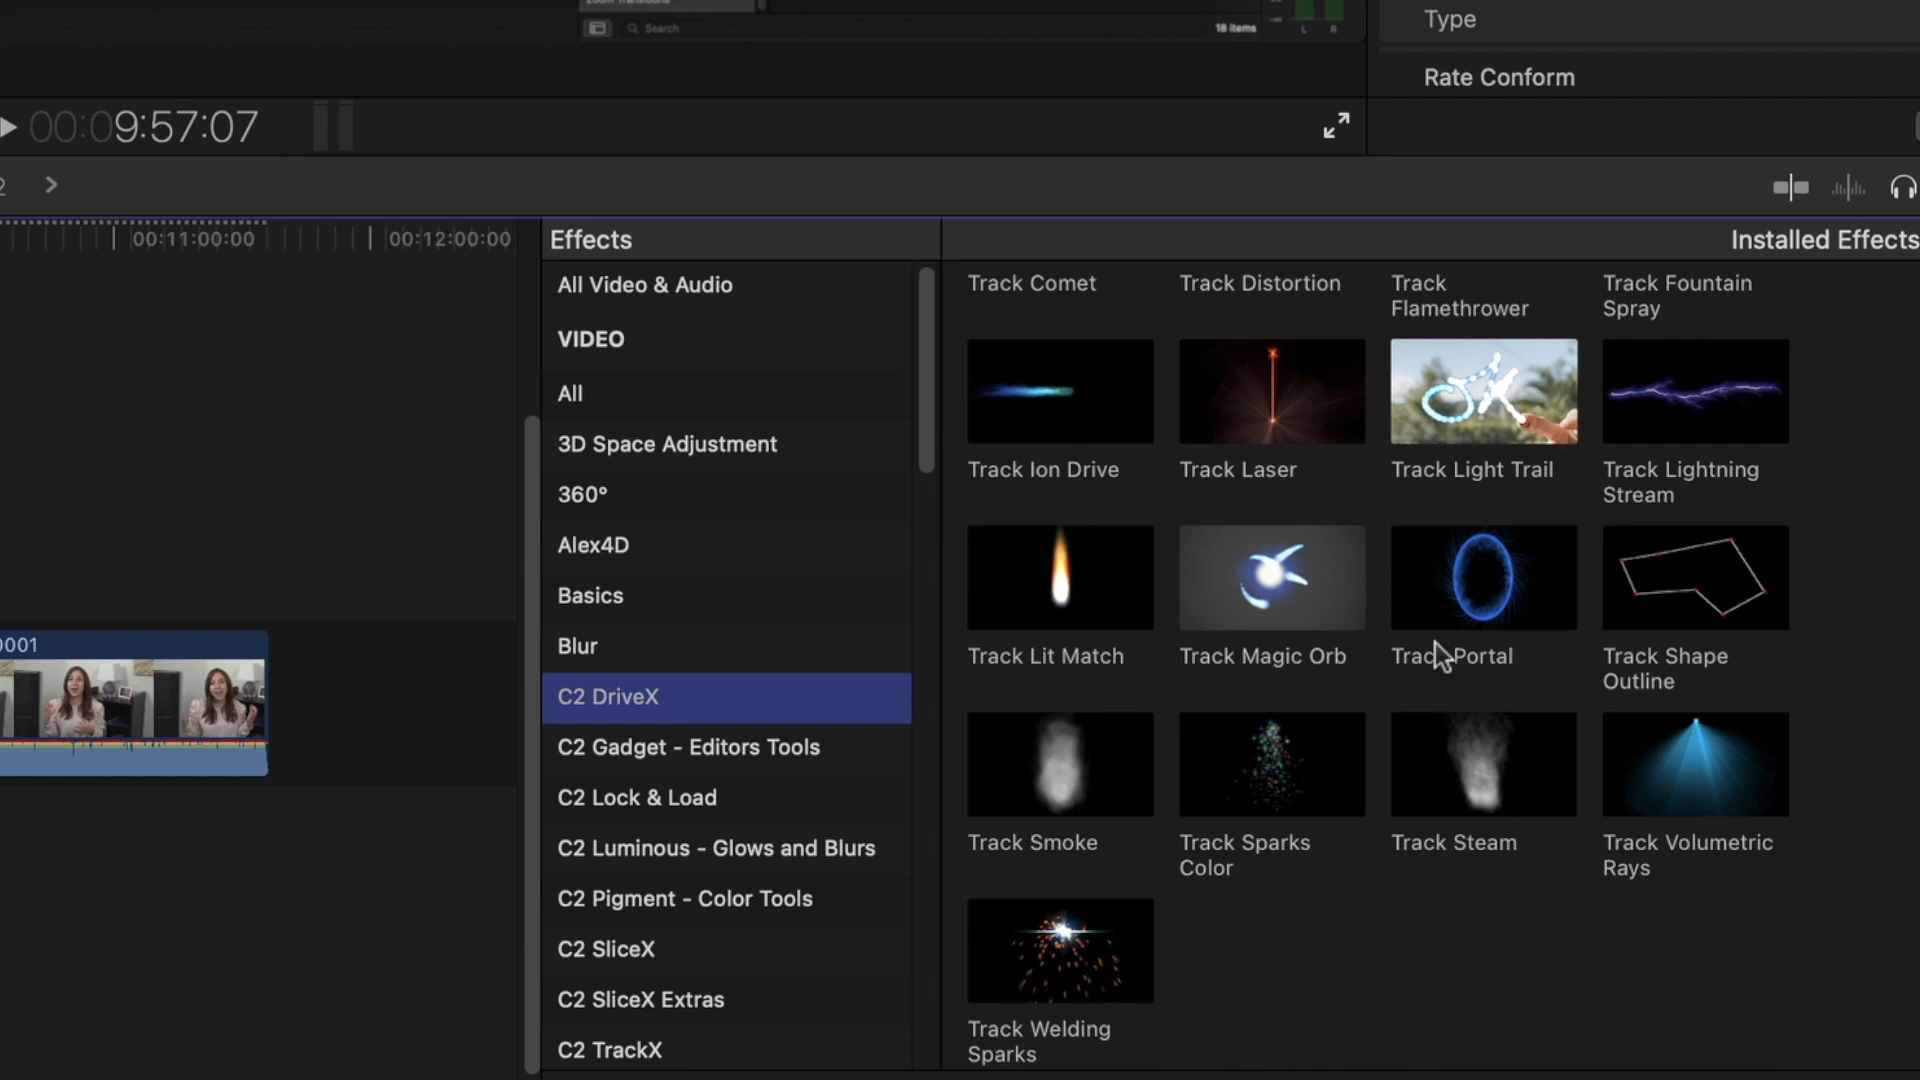 Zoom Transitions
Search
18 items
L R
Type
Rate Conform
00:09:57:07
2
00:11:00:00
00:12:00:00
Effects
Installed Effects
All Video & Audio
VIDEO
All
3D Space Adjustment
360°
Alex4D
Basics
Blur
C2 DriveX
C2 Gadget - Editors Tools
C2 Lock & Load
C2 Luminous - Glows and Blurs
C2 Pigment - Color Tools
C2 SliceX
C2 SliceX Extras
C2 TrackX
0001
Track Comet
Track Distortion
Track
Flamethrower
Track Fountain
Spray
Track Ion Drive
Track Laser
Track Light Trail
Track Lightning
Stream
Track Lit Match
Track Magic Orb
Track Portal
Track Shape
Outline
Track Smoke
Track Sparks
Color
Track Steam
Track Volumetric
Rays
Track Welding
Sparks